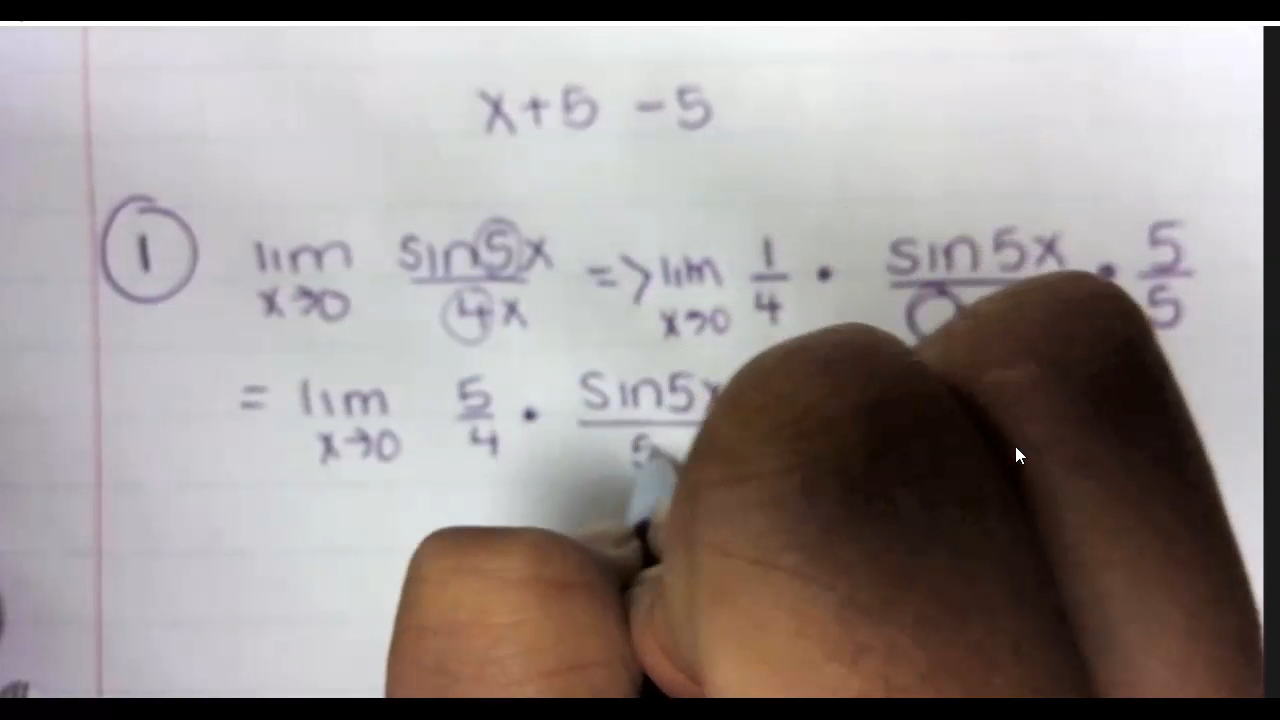 x+5 -5
① lim x→0 sin5x/4x => lim x→0 1/4 • sin5x • 5/5
= lim x→0 5/4 • sin5x/5